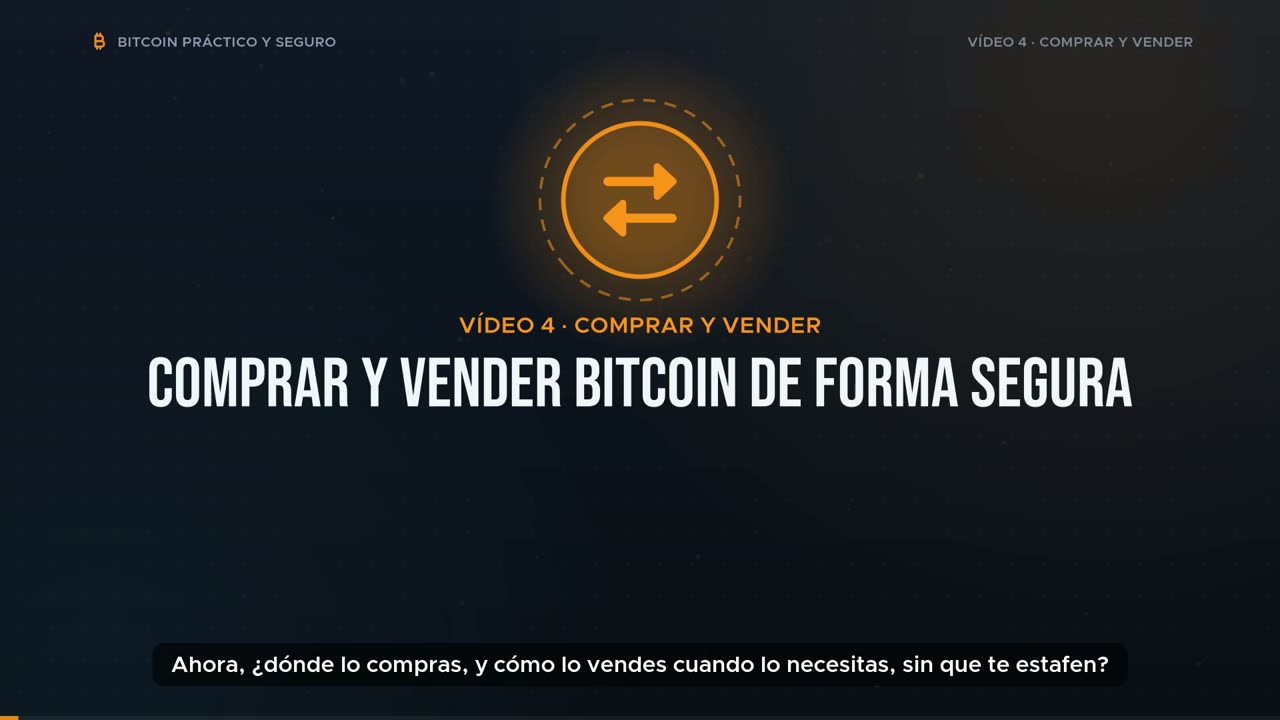 BITCOIN PRÁCTICO Y SEGURO
VÍDEO 4 · COMPRAR Y VENDER
VÍDEO 4 · COMPRAR Y VENDER
COMPRAR Y VENDER BITCOIN DE FORMA SEGURA
Ahora, ¿dónde lo compras, y cómo lo vendes cuando lo necesitas, sin que te estafen?